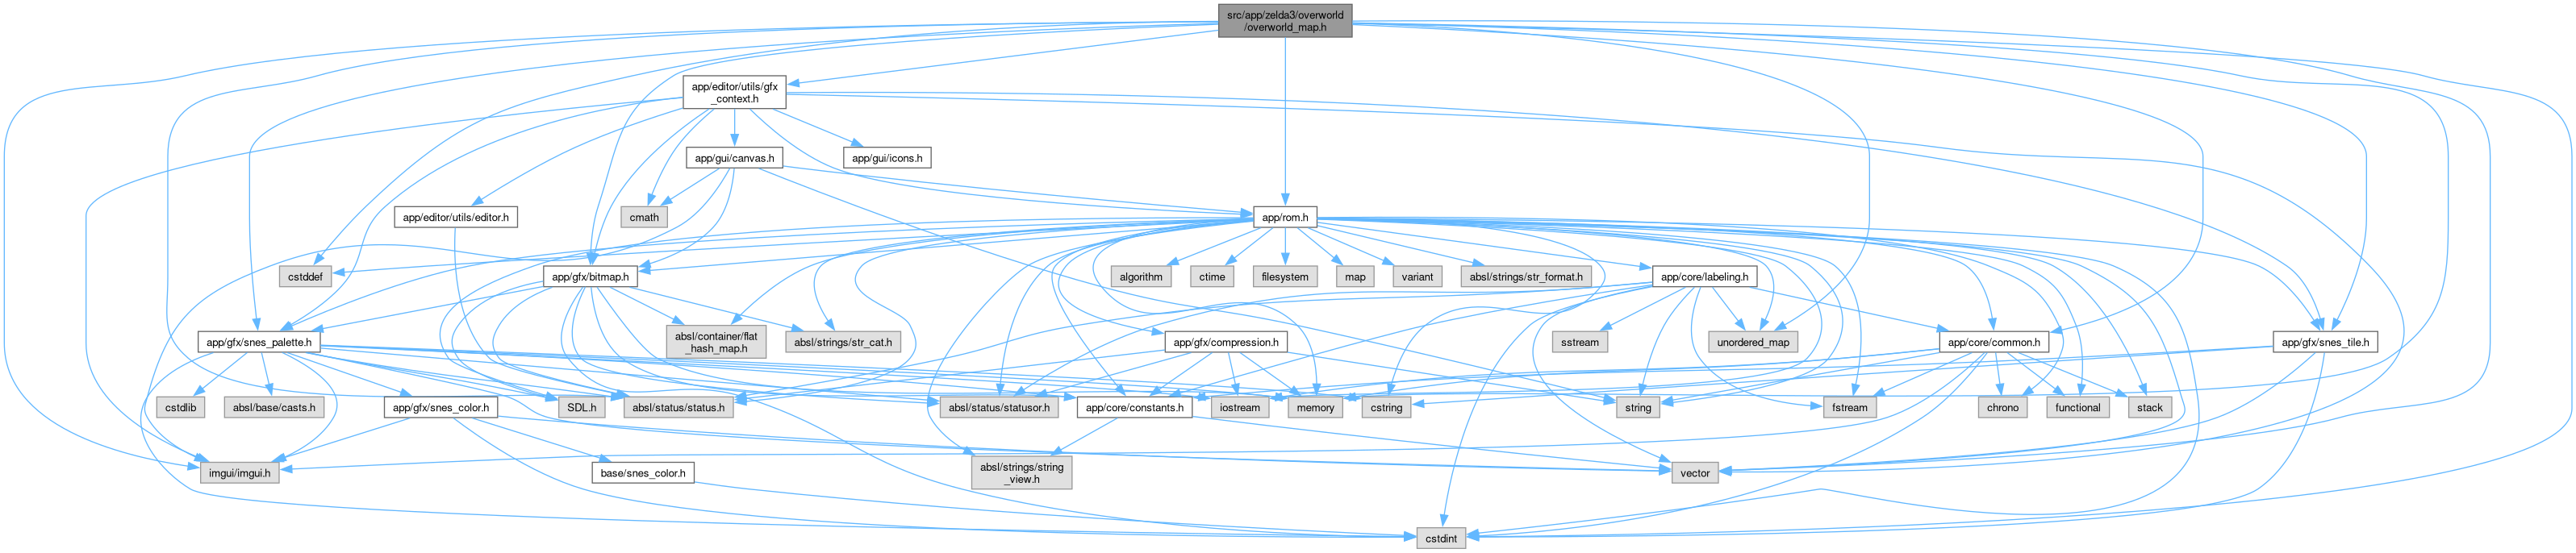 src/app/zelda3/overworld
/overworld_map.h
app/editor/utils/gfx
_context.h
app/gui/canvas.h
app/gui/icons.h
app/editor/utils/editor.h
cmath
app/rom.h
cstddef
app/gfx/bitmap.h
algorithm
ctime
filesystem
map
variant
absl/strings/str_format.h
app/core/labeling.h
app/gfx/snes_palette.h
absl/container/flat
_hash_map.h
absl/strings/str_cat.h
app/gfx/compression.h
sstream
unordered_map
app/core/common.h
app/gfx/snes_tile.h
cstdlib
absl/base/casts.h
app/gfx/snes_color.h
SDL.h
absl/status/status.h
absl/status/statusor.h
app/core/constants.h
iostream
memory
cstring
string
fstream
chrono
functional
stack
imgui/imgui.h
base/snes_color.h
absl/strings/string
_view.h
vector
cstdint